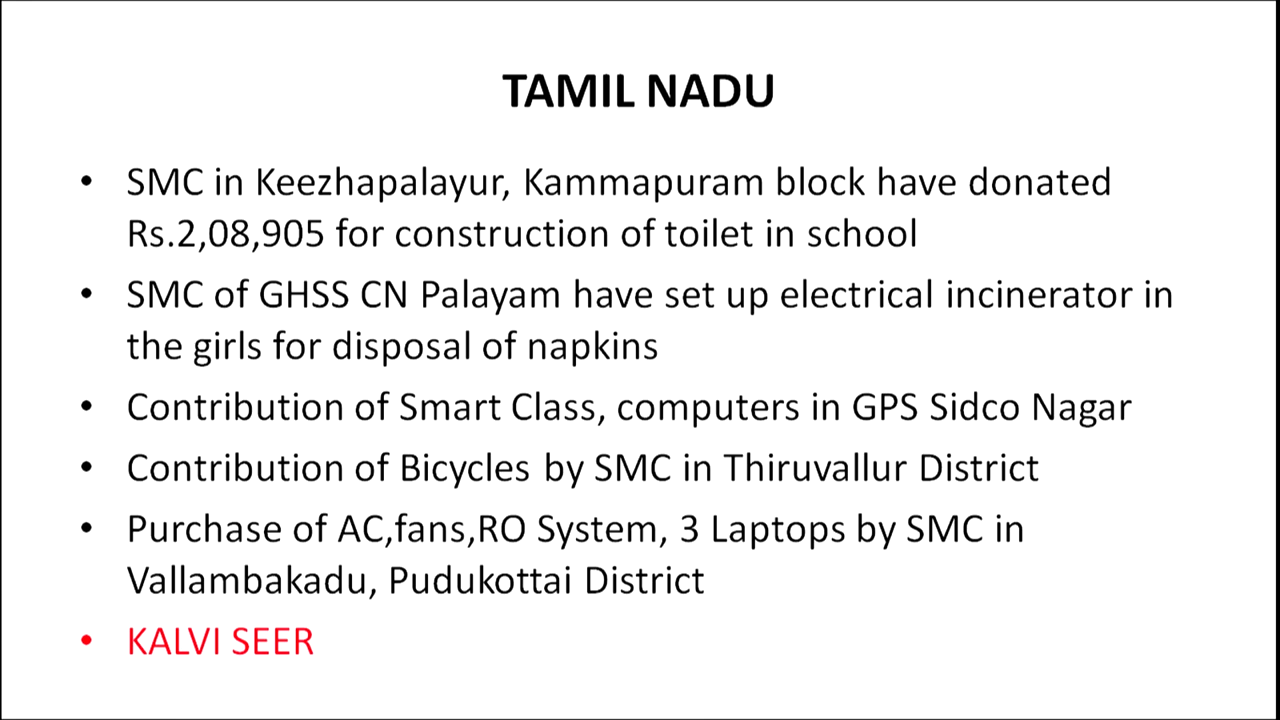 TAMIL NADU
• SMC in Keezhapalayur, Kammapuram block have donated
Rs.2,08,905 for construction of toilet in school
• SMC of GHSS CN Palayam have set up electrical incinerator in
the girls for disposal of napkins
• Contribution of Smart Class, computers in GPS Sidco Nagar
• Contribution of Bicycles by SMC in Thiruvallur District
• Purchase of AC,fans,RO System, 3 Laptops by SMC in
Vallambakadu, Pudukottai District
• KALVI SEER